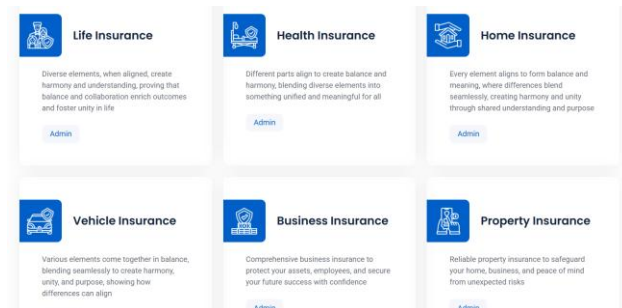 Life Insurance
Diverse elements, when aligned, create
harmony and understanding, proving that
balance and collaboration enrich outcomes
and foster unity in life
Admin
Health Insurance
Different parts align to create balance and
harmony, blending diverse elements into
something unified and meaningful for all
Admin
Home Insurance
Every element aligns to form balance and
meaning, where differences blend
seamlessly, creating harmony and unity
through shared understanding and purpose
Admin
Vehicle Insurance
Various elements come together in balance,
blending seamlessly to create harmony,
unity, and purpose, showing how
differences can align
Business Insurance
Comprehensive business insurance to
protect your assets, employees, and secure
your future success with confidence
Admin
Property Insurance
Reliable property insurance to safeguard
your home, business, and peace of mind
from unexpected risks
Admin